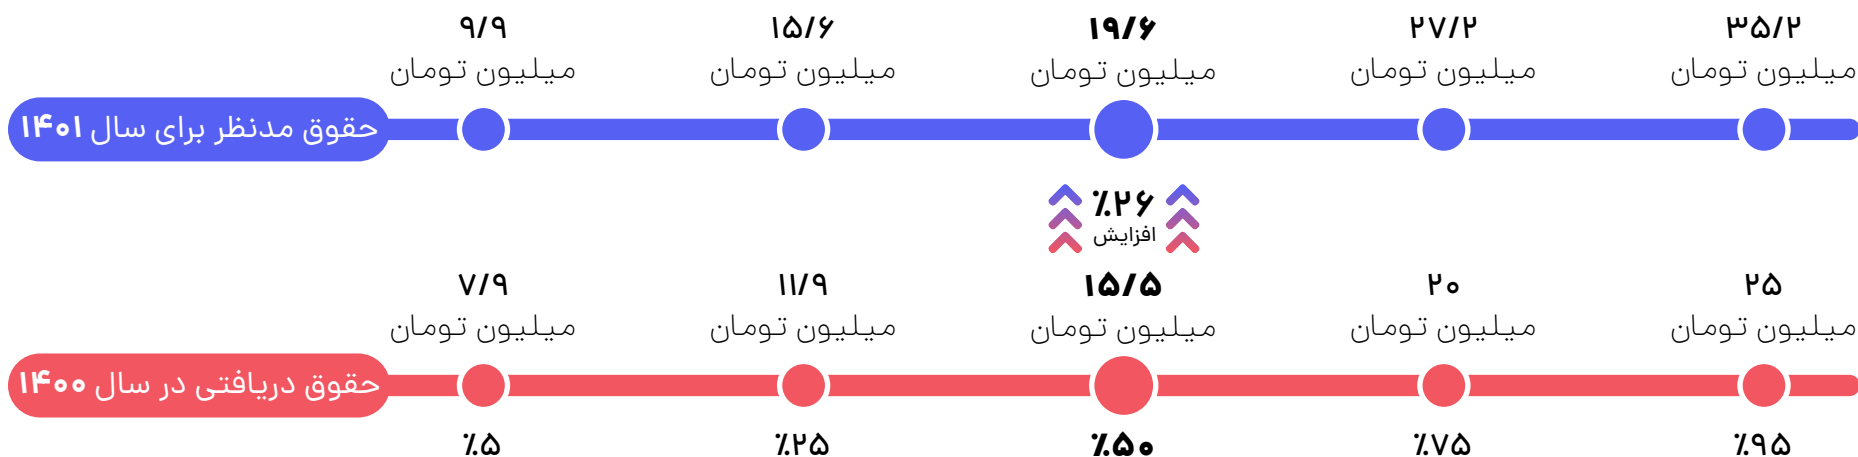 ۹/۹
میلیون تومان
۱۵/۶
میلیون تومان
۱۹/۶
میلیون تومان
۲۷/۲
میلیون تومان
۳۵/۲
میلیون تومان
حقوق مدنظر برای سال ۱۴۰۱
٪۲۶
افزایش
۷/۹
میلیون تومان
۱۱/۹
میلیون تومان
۱۵/۵
میلیون تومان
۲۰
میلیون تومان
۲۵
میلیون تومان
حقوق دریافتی در سال ۱۴۰۰
٪۵
٪۲۵
٪۵۰
٪۷۵
٪۹۵